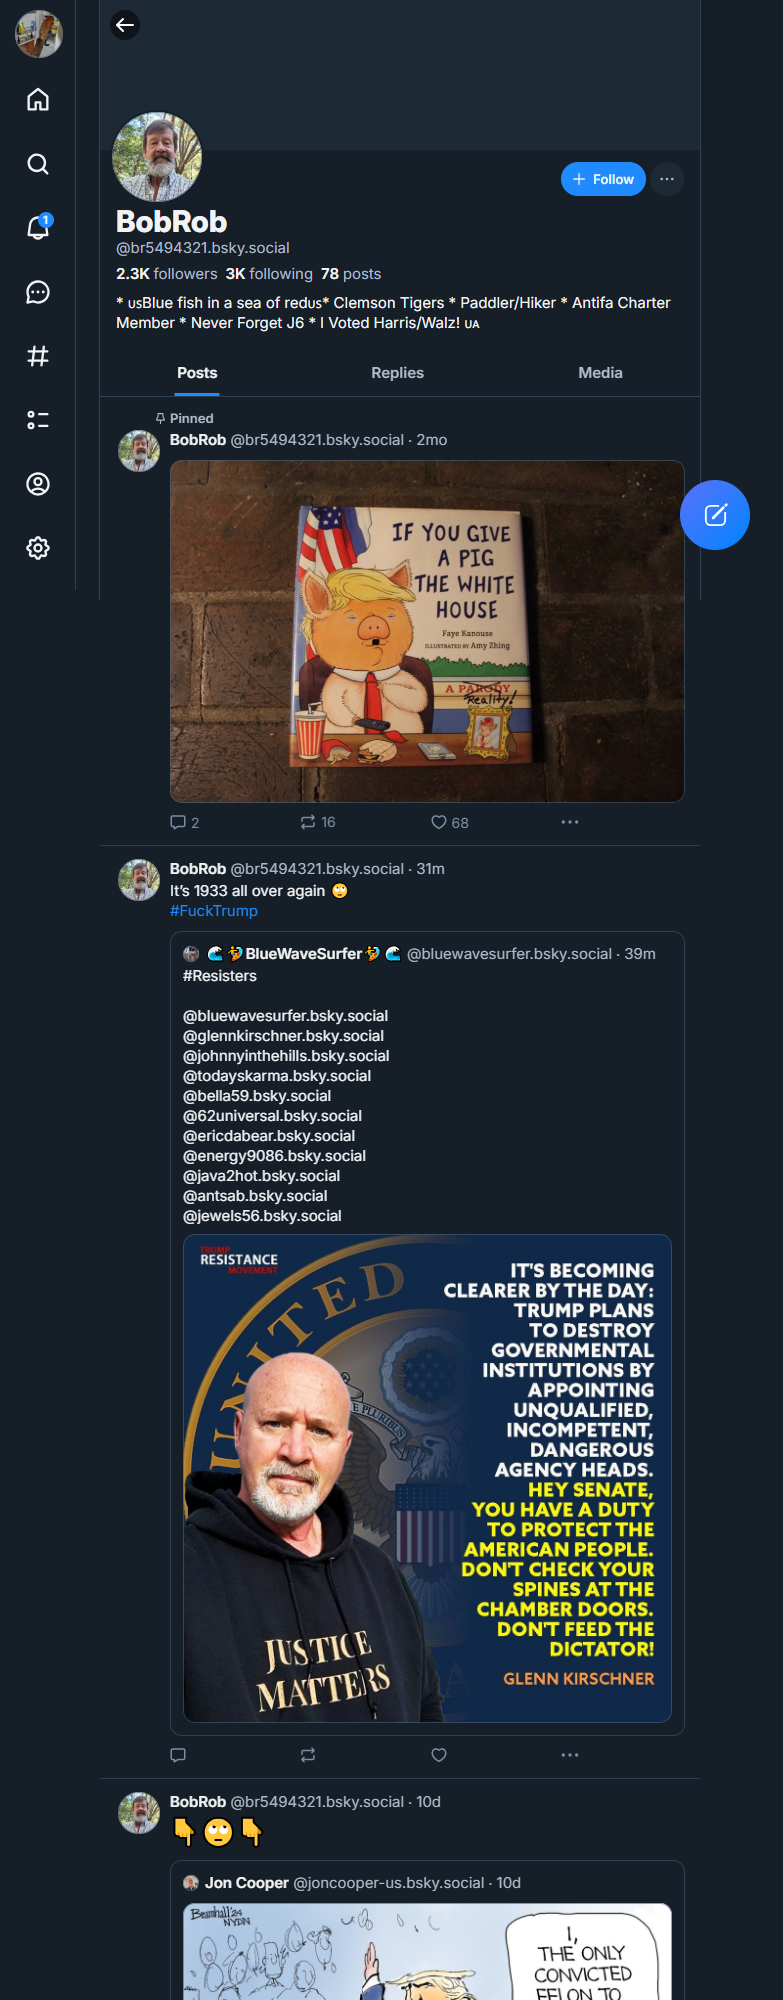 1
Follow
BobRob
@br5494321.bsky.social
2.3K followers 3K following 78 posts
* 🇺🇸Blue fish in a sea of red🇺🇸* Clemson Tigers * Paddler/Hiker * Antifa Charter
Member * Never Forget J6 * I Voted Harris/Walz! 🇺🇦
Posts Replies Media
Pinned
BobRob @br5494321.bsky.social · 2mo
IF YOU GIVE
A PIG
THE WHITE
HOUSE
Faye Kanouse
ILLUSTRATED BY Amy Zhing
A PARODY
Reality!
2 16 68
BobRob @br5494321.bsky.social · 31m
It's 1933 all over again 🙄
#FuckTrump
🌊🏄BlueWaveSurfer🏄🌊 @bluewavesurfer.bsky.social · 39m
#Resisters
@bluewavesurfer.bsky.social
@glennkirschner.bsky.social
@johnnyinthehills.bsky.social
@todayskarma.bsky.social
@bella59.bsky.social
@62universal.bsky.social
@ericdabear.bsky.social
@energy9086.bsky.social
@java2hot.bsky.social
@antsab.bsky.social
@jewels56.bsky.social
TRUMP
RESISTANCE
MOVEMENT
UNITED
E PLURIBUS
IT'S BECOMING
CLEARER BY THE DAY:
TRUMP PLANS
TO DESTROY
GOVERNMENTAL
INSTITUTIONS BY
APPOINTING
UNQUALIFIED,
INCOMPETENT,
DANGEROUS
AGENCY HEADS.
HEY SENATE,
YOU HAVE A DUTY
TO PROTECT THE
AMERICAN PEOPLE.
DON'T CHECK YOUR
SPINES AT THE
CHAMBER DOORS.
DON'T FEED THE
DICTATOR!
GLENN KIRSCHNER
JUSTICE
MATTERS
BobRob @br5494321.bsky.social · 10d
👇🙄👇
Jon Cooper @joncooper-us.bsky.social · 10d
Bramhall '24
NYDN
I,
THE ONLY
CONVICTED
FELON TO